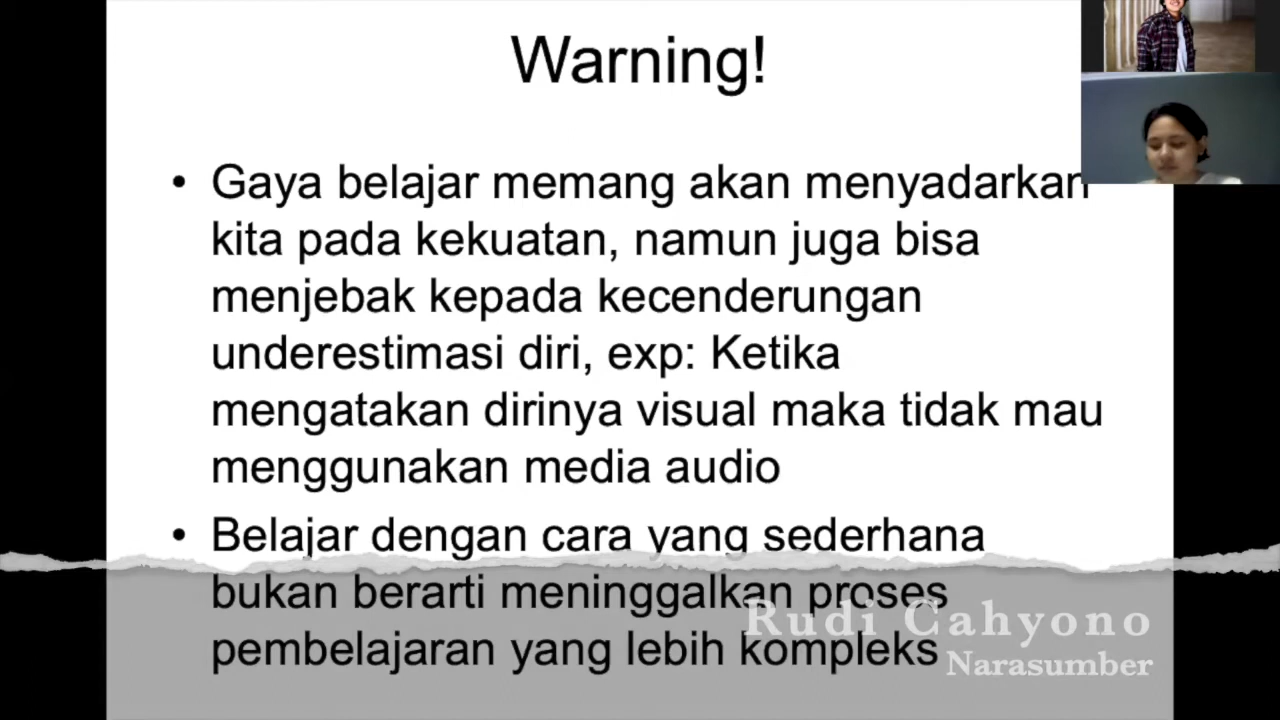 Warning!
• Gaya belajar memang akan menyadarkan
kita pada kekuatan, namun juga bisa
menjebak kepada kecenderungan
underestimasi diri, exp: Ketika
mengatakan dirinya visual maka tidak mau
menggunakan media audio
• Belajar dengan cara yang sederhana
bukan berarti meninggalkan proses
pembelajaran yang lebih kompleks
Rudi Cahyono
Narasumber